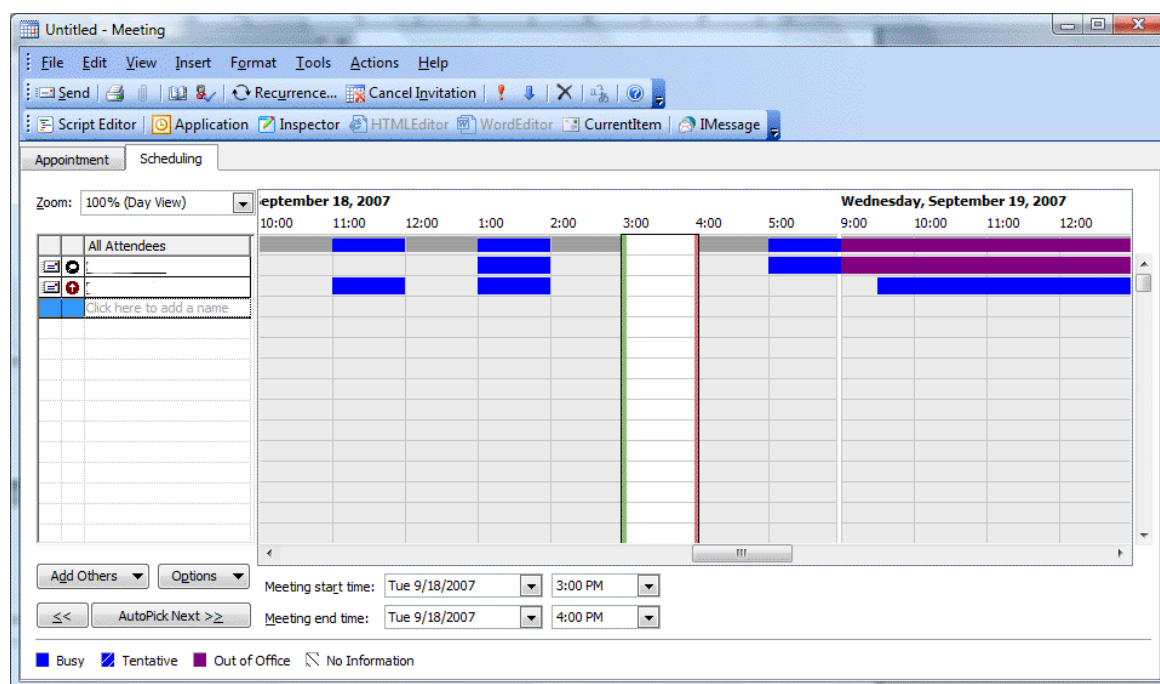 Untitled - Meeting
File Edit View Insert Format Tools Actions Help
Send Recurrence... Cancel Invitation
Script Editor Application Inspector HTMLEditor WordEditor CurrentItem IMessage
Appointment Scheduling
Zoom: 100% (Day View) eptember 18, 2007 Wednesday, September 19, 2007
10:00 11:00 12:00 1:00 2:00 3:00 4:00 5:00 9:00 10:00 11:00 12:00
All Attendees
Click here to add a name
Add Others Options Meeting start time: Tue 9/18/2007 3:00 PM
<< AutoPick Next >> Meeting end time: Tue 9/18/2007 4:00 PM
Busy Tentative Out of Office No Information